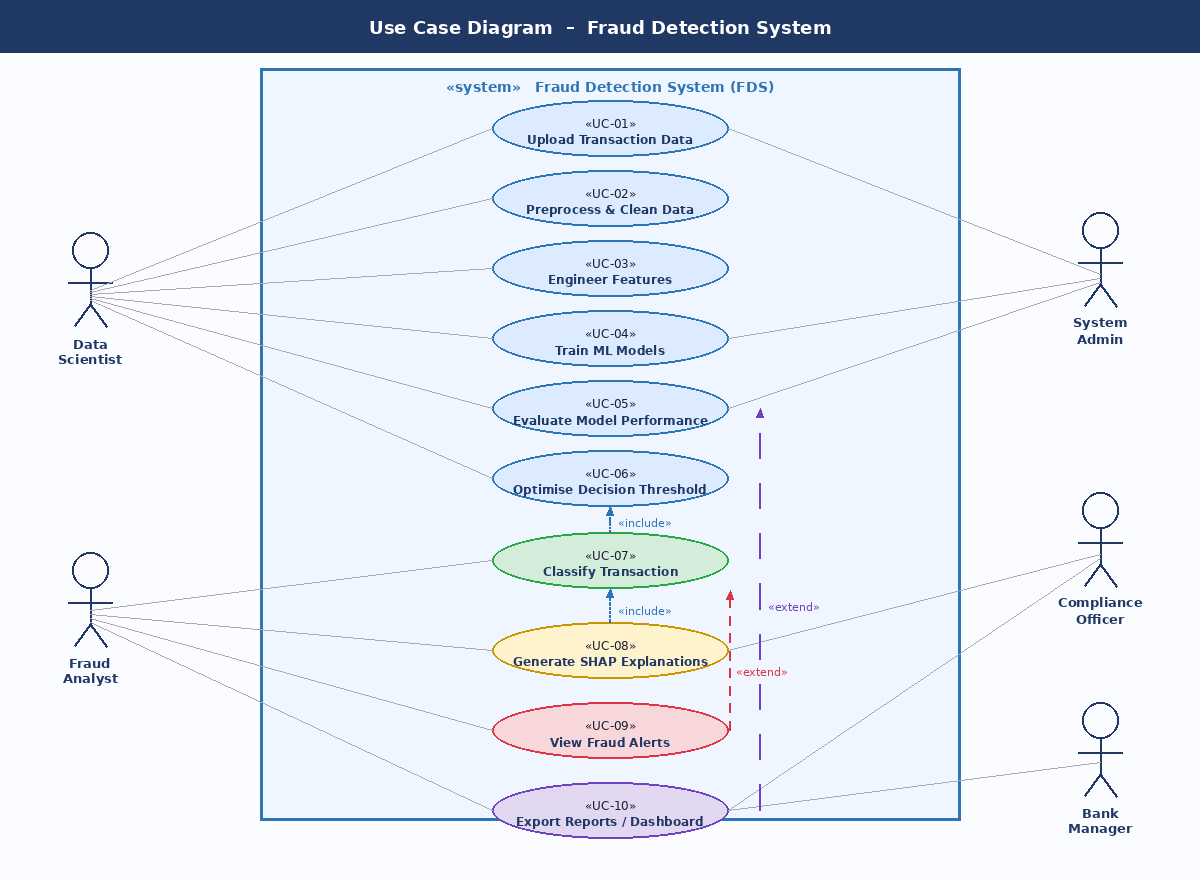 Use Case Diagram – Fraud Detection System
«system» Fraud Detection System (FDS)
«UC-01»
Upload Transaction Data
«UC-02»
Preprocess & Clean Data
«UC-03»
Engineer Features
«UC-04»
Train ML Models
«UC-05»
Evaluate Model Performance
«UC-06»
Optimise Decision Threshold
«include»
«UC-07»
Classify Transaction
«include»
«extend»
«UC-08»
Generate SHAP Explanations
«extend»
«UC-09»
View Fraud Alerts
«UC-10»
Export Reports / Dashboard
Data
Scientist
Fraud
Analyst
System
Admin
Compliance
Officer
Bank
Manager